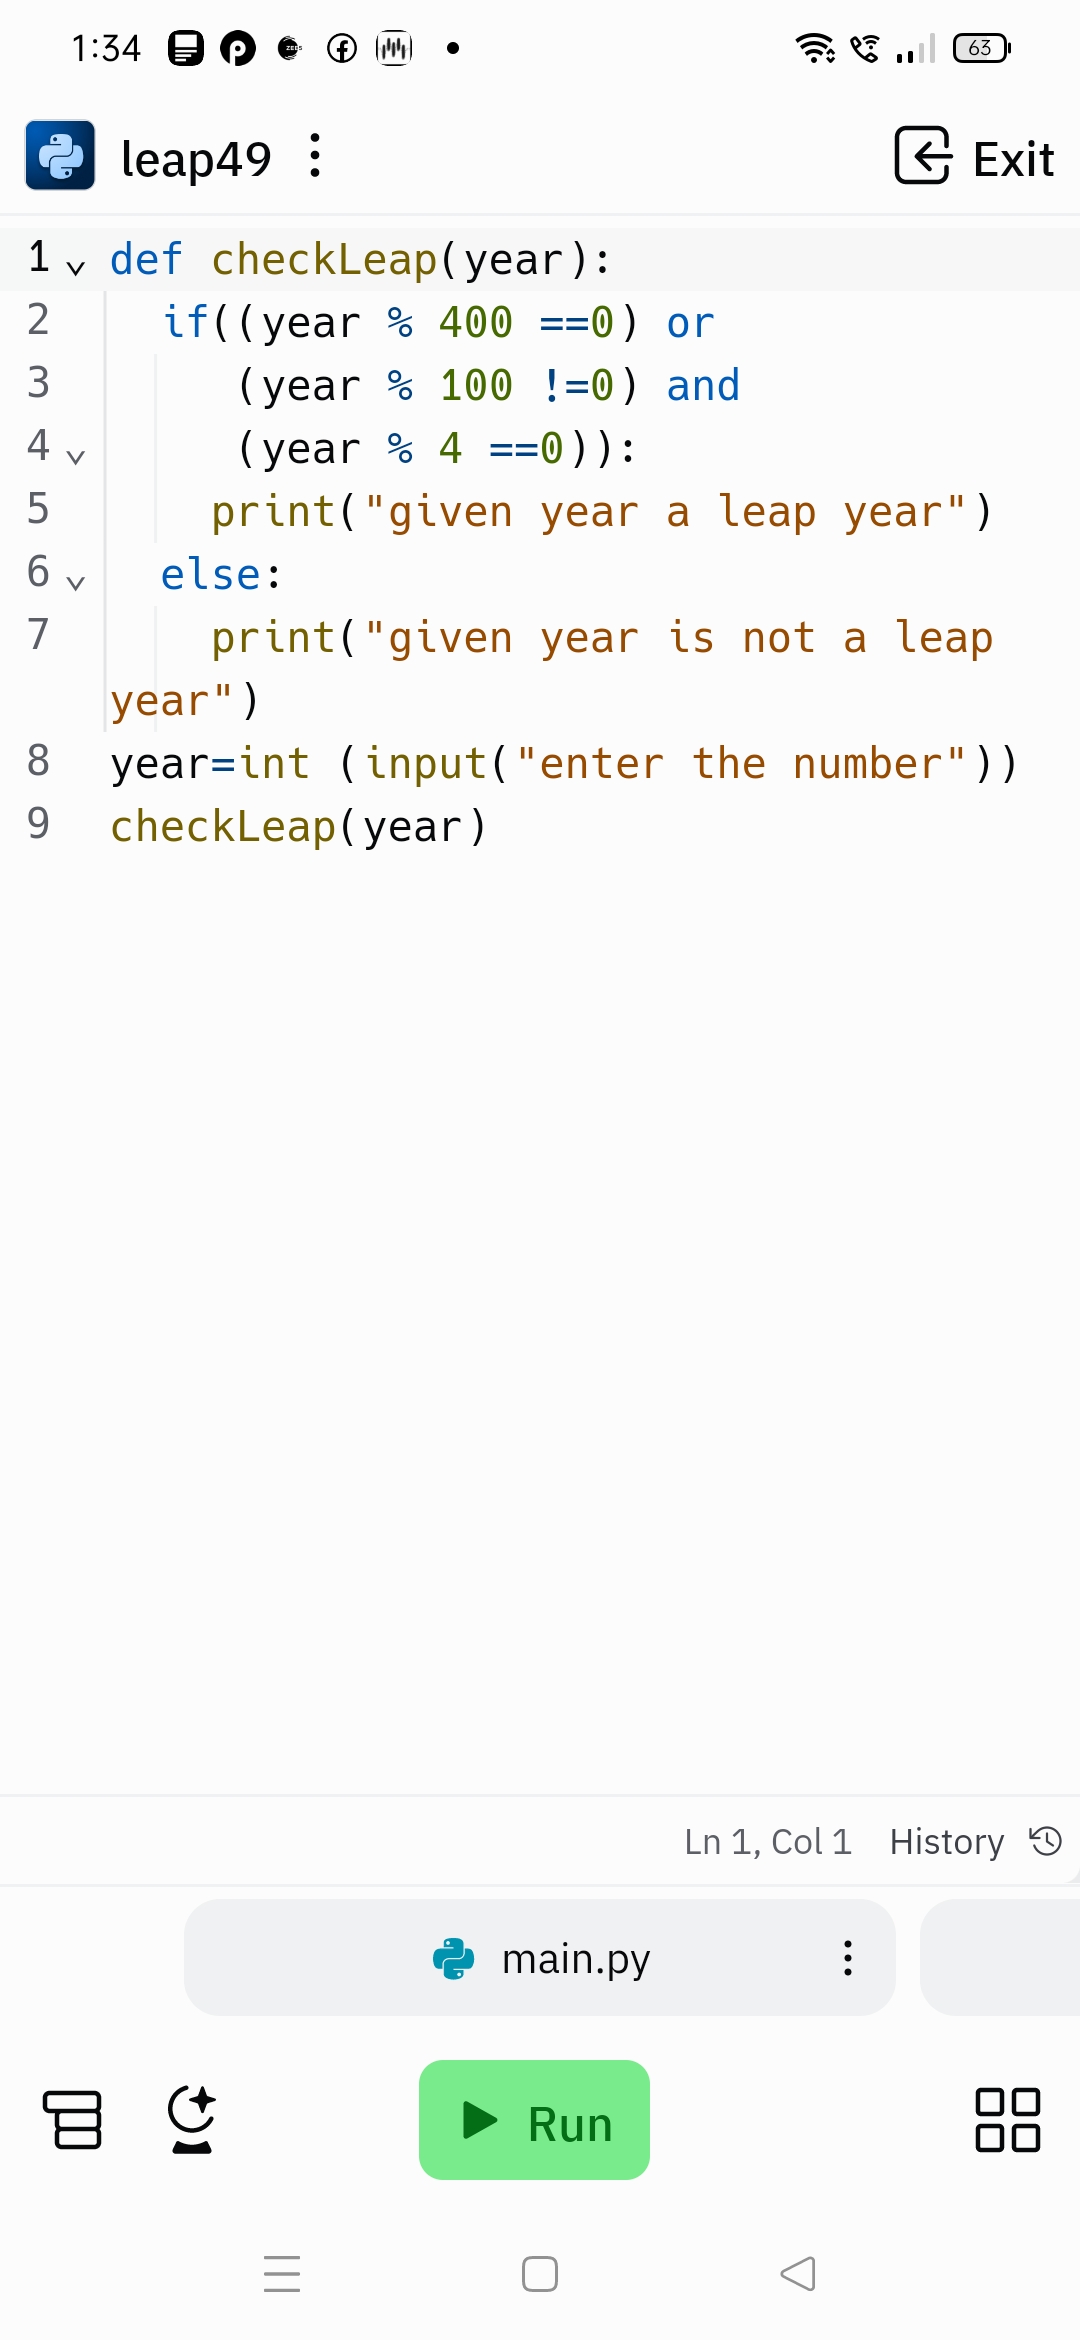 1:34
63
leap49
Exit
1 def checkLeap(year):
2 if((year % 400 ==0) or
3 (year % 100 !=0) and
4 (year % 4 ==0)):
5 print("given year a leap year")
6 else:
7 print("given year is not a leap
year")
8 year=int (input("enter the number"))
9 checkLeap(year)
Ln 1, Col 1 History
main.py
Run